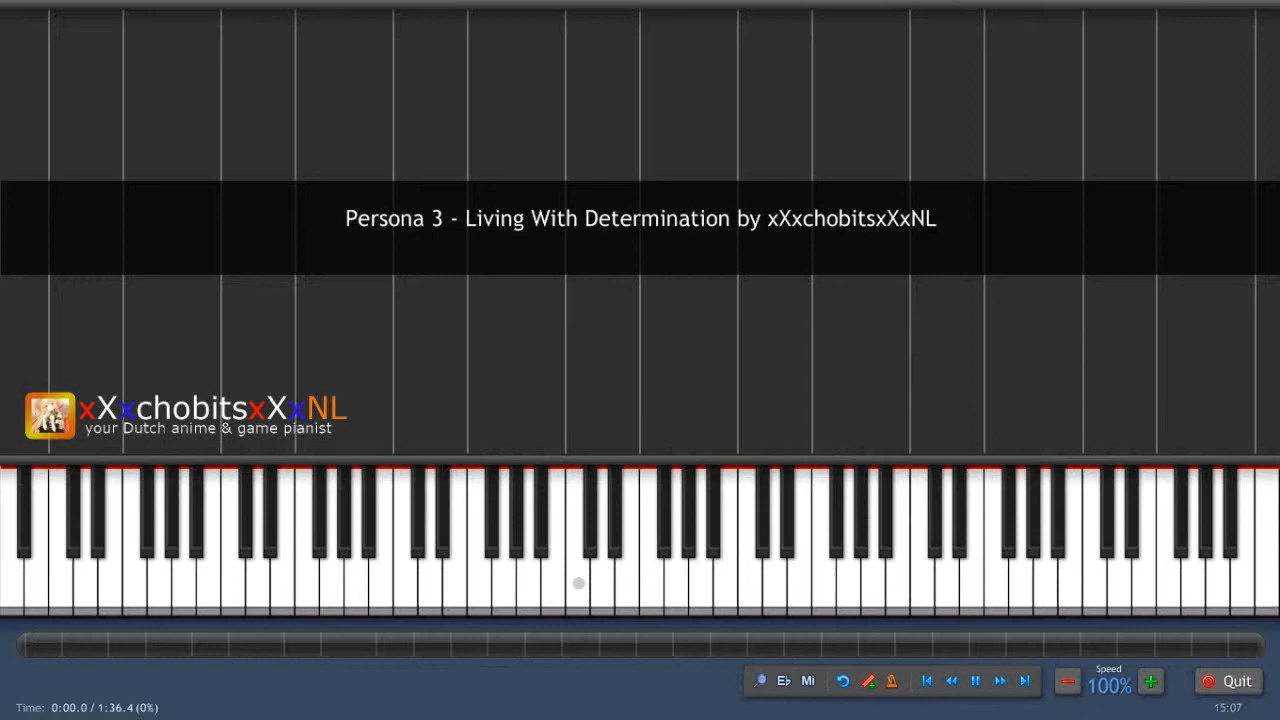 Persona 3 - Living With Determination by xXxchobitsxXxNL
xXxchobitsxXxNL
your Dutch anime & game pianist
E♭ Mi
Speed
100%
Quit
Time: 0:00.0 / 1:36.4 (0%)
15:07